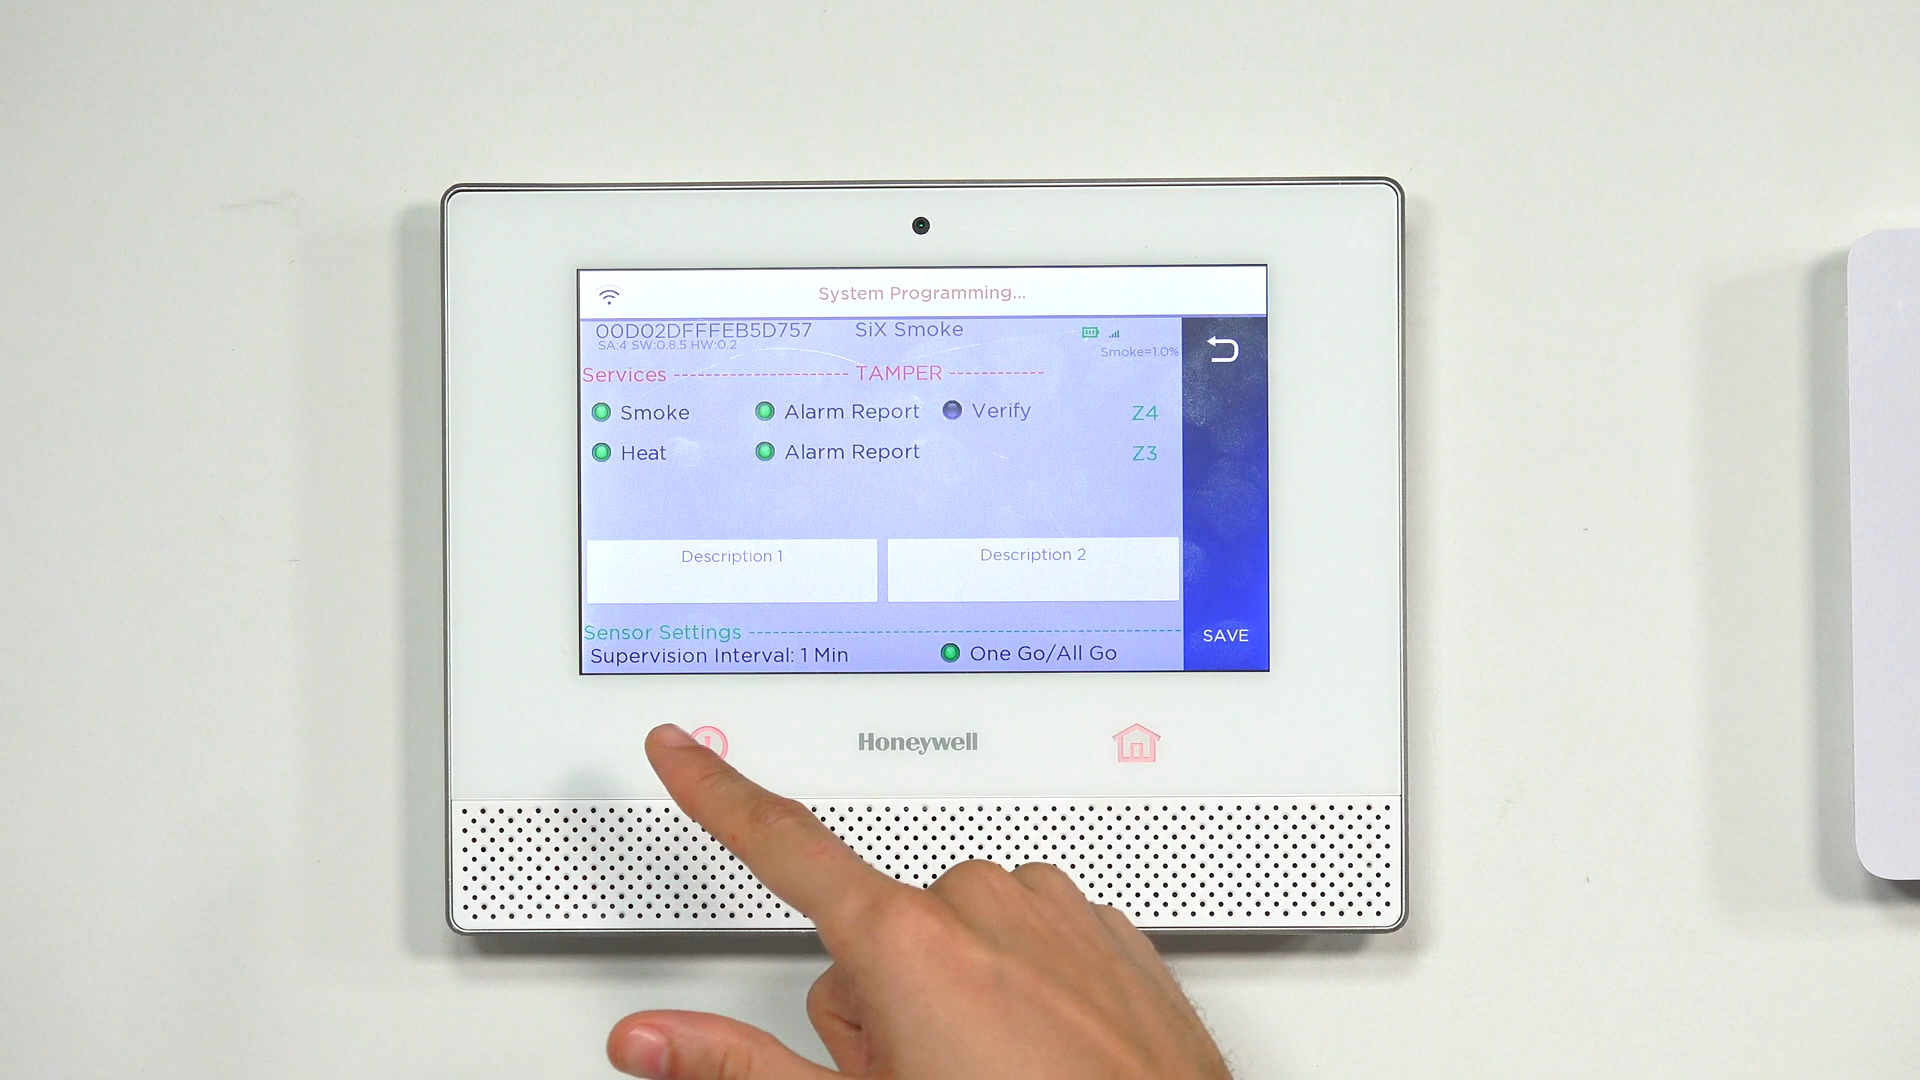 System Programming...
00D02DFFFEB5D757 SiX Smoke
SA:4 SW:0.8.5 HW:0.2
Smoke=1.0%
Services -------------------- TAMPER ------------
Smoke Alarm Report Verify Z4
Heat Alarm Report Z3
Description 1 Description 2
Sensor Settings
SAVE
Supervision Interval: 1 Min One Go/All Go
Honeywell